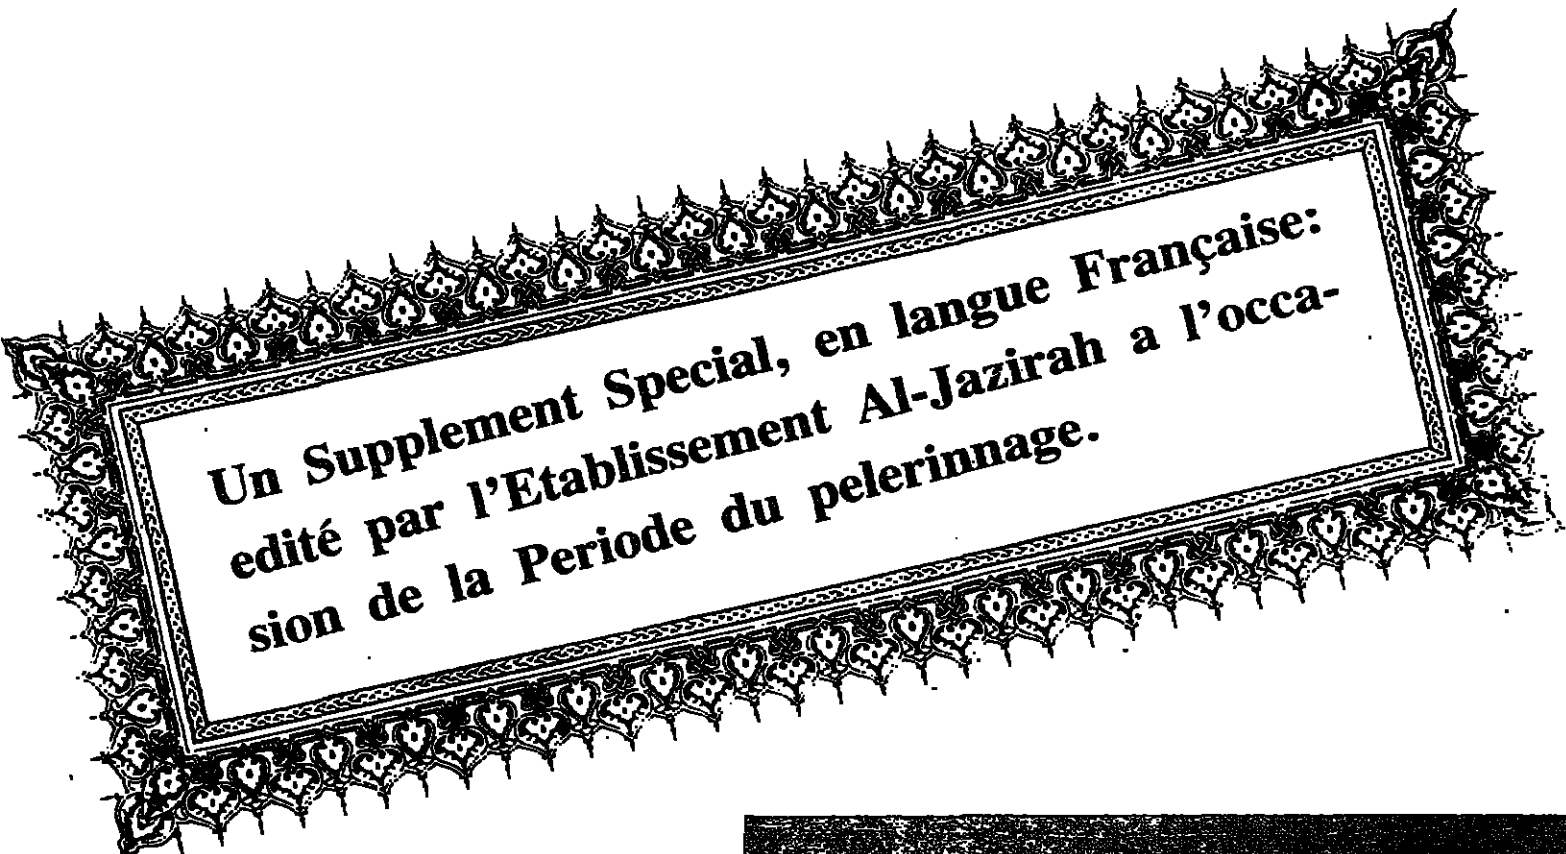 Un Supplement Special, en langue Française:
edité par l'Etablissement Al-Jazirah a l'occa-
sion de la Periode du pelerinnage.